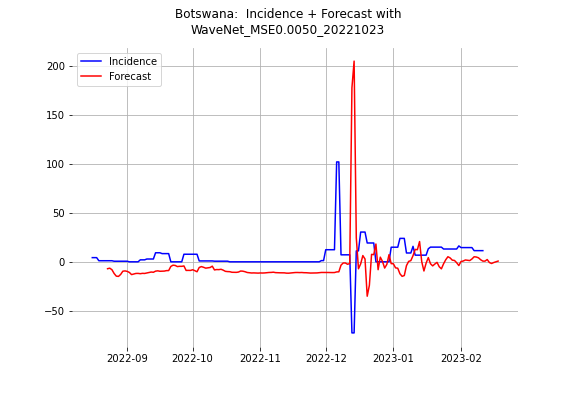 Botswana:  Incidence + Forecast with
WaveNet_MSE0.0050_20221023
Incidence
Forecast
200
150
100
50
0
−50
2022-09 2022-10 2022-11 2022-12 2023-01 2023-02